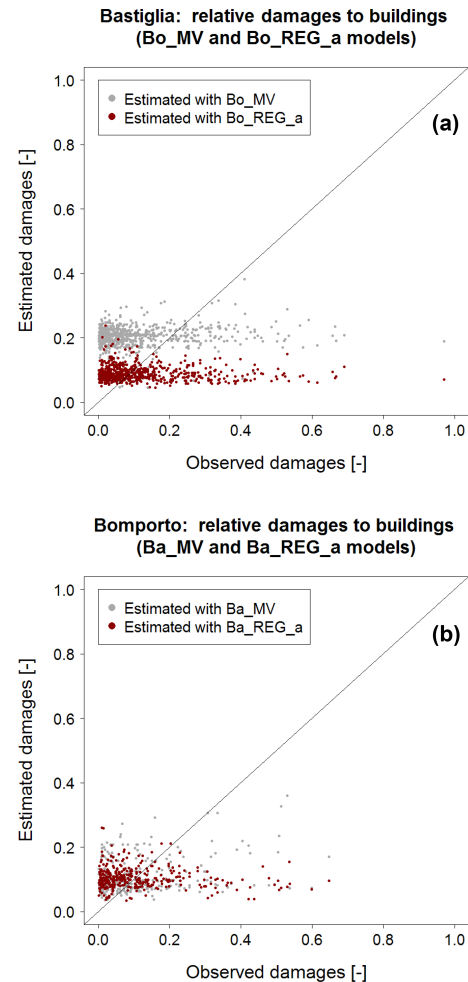 Bastiglia: relative damages to buildings
(Bo_MV and Bo_REG_a models)
1.0
Estimated with Bo_MV
Estimated with Bo_REG_a
(a)
0.8
0.6
0.4
0.2
0.0
Estimated damages [-]
0.0 0.2 0.4 0.6 0.8 1.0
Observed damages [-]
Bomporto: relative damages to buildings
(Ba_MV and Ba_REG_a models)
1.0
Estimated with Ba_MV
Estimated with Ba_REG_a
(b)
0.8
0.6
0.4
0.2
0.0
Estimated damages [-]
0.0 0.2 0.4 0.6 0.8 1.0
Observed damages [-]